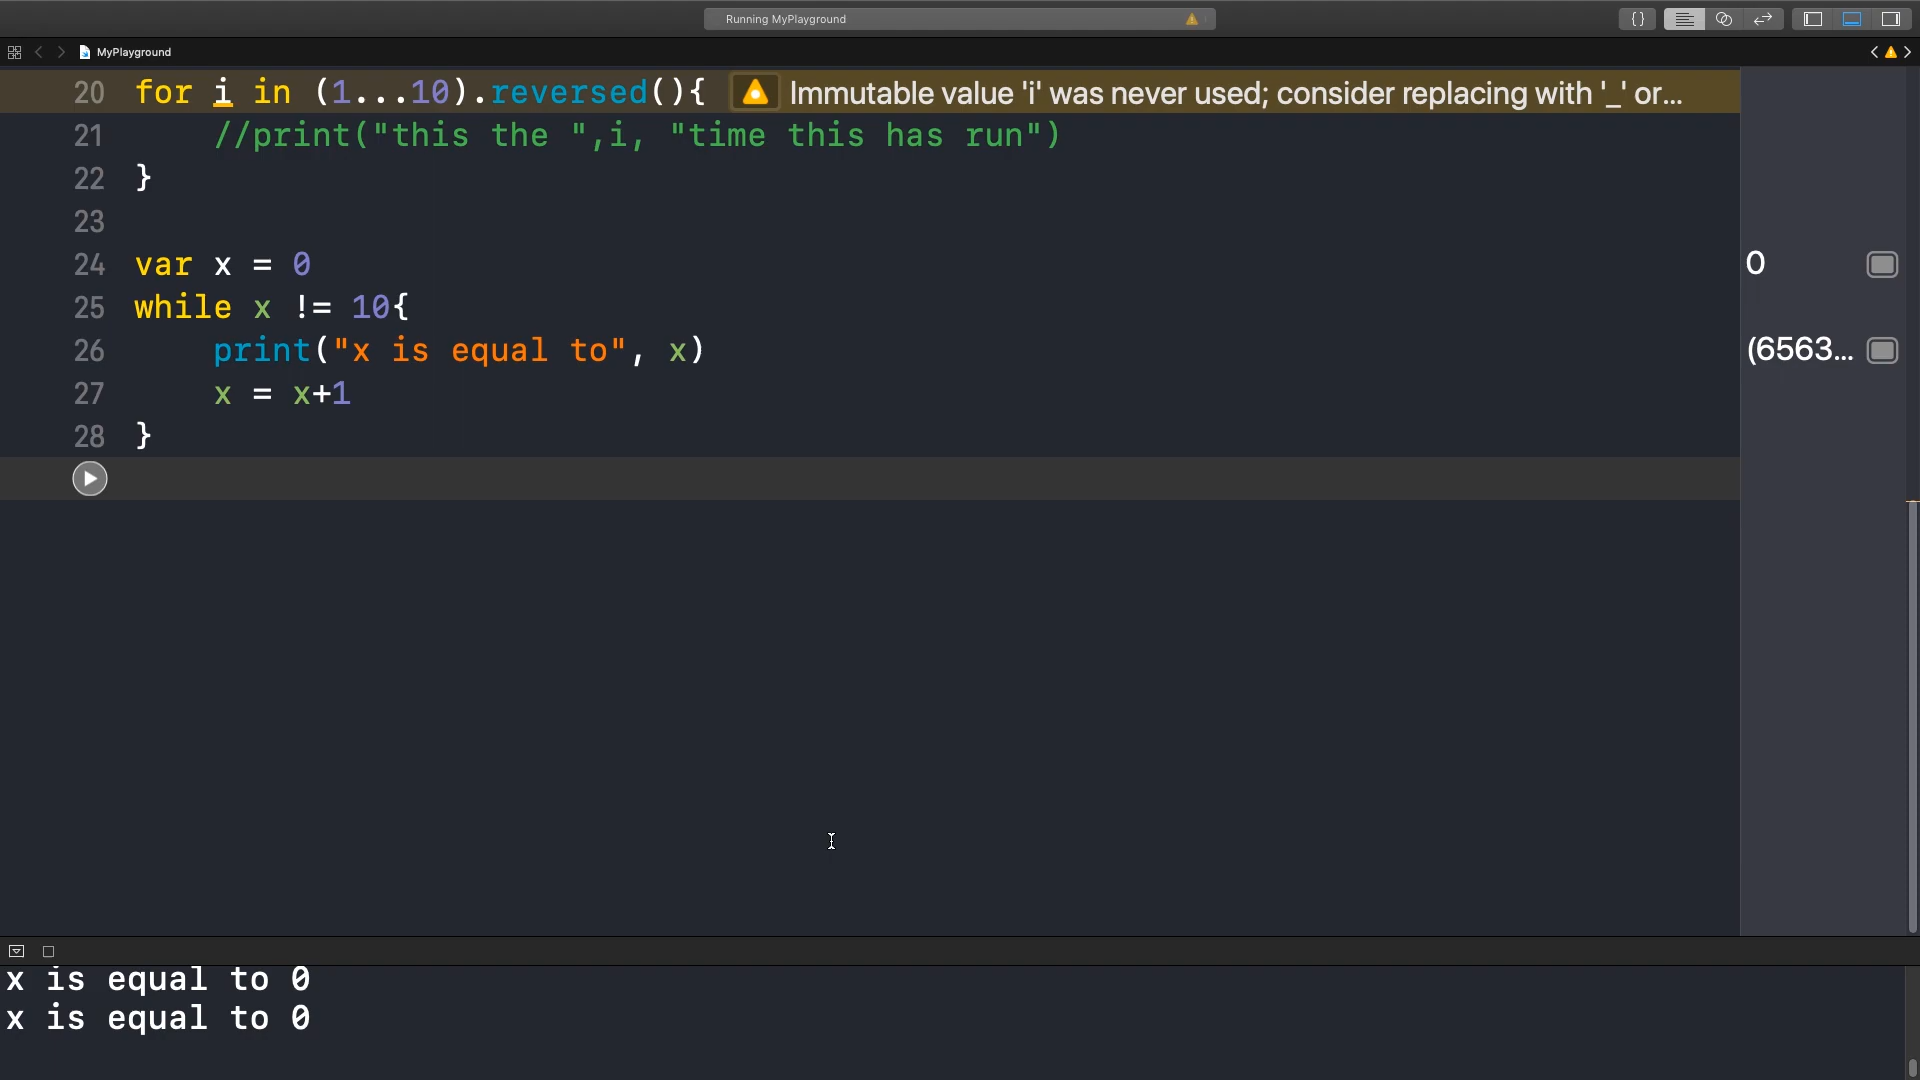 Running MyPlayground
{}
MyPlayground
20 for i in (1...10).reversed(){ Immutable value 'i' was never used; consider replacing with '_' or...
21 //print("this the ",i, "time this has run")
22 }
23
24 var x = 0 0
25 while x != 10{
26 print("x is equal to", x) (6563...
27 x = x+1
28 }
x is equal to 0
x is equal to 0